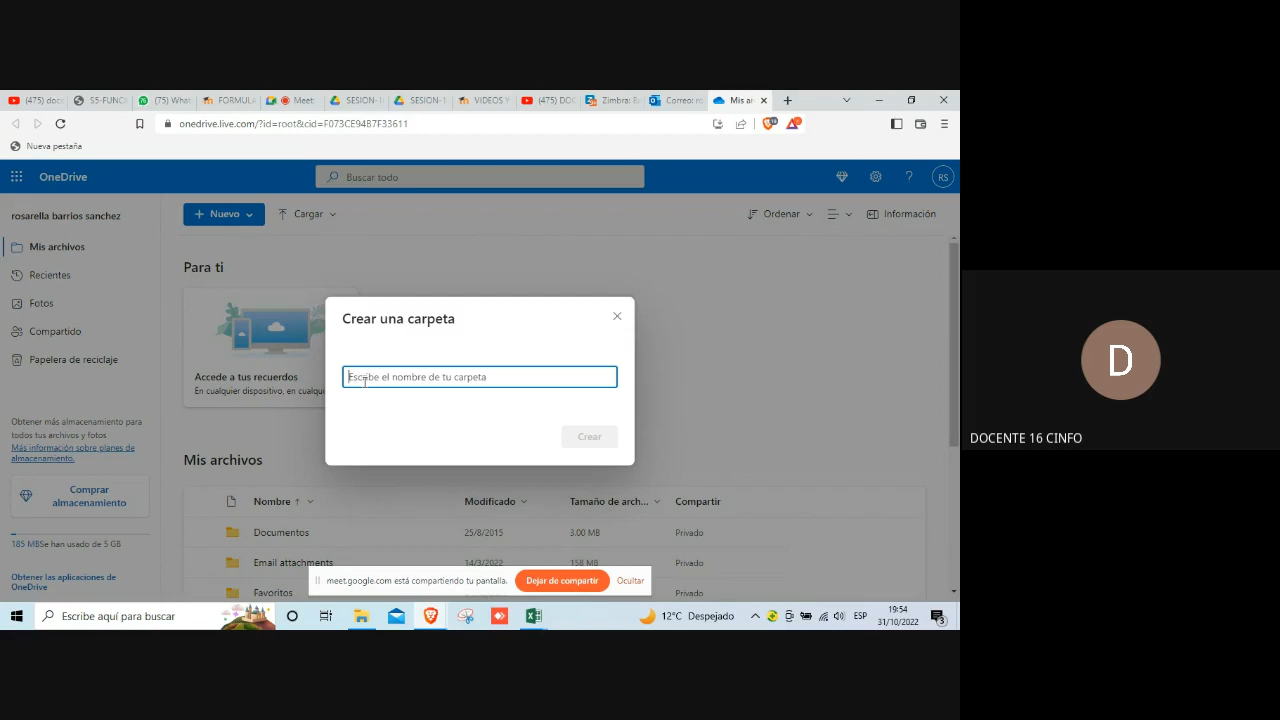 (475) doc
S5-FUNC
(75) What
FORMUL
Meet:
SESION-1
SESION-1
VIDEOS Y
(475) DO
Zimbra: B
Correo: ro
Mis ar
onedrive.live.com/?id=root&cid=F073CE94B7F33611
Nueva pestaña
OneDrive
Buscar todo
RS
rosarella barrios sanchez
Nuevo
Cargar
Ordenar
Información
Mis archivos
Recientes
Fotos
Compartido
Papelera de reciclaje
Para ti
Accede a tus recuerdos
En cualquier dispositivo, en cualqu
Crear una carpeta
Escribe el nombre de tu carpeta
Crear
Obtener más almacenamiento para
todos tus archivos y fotos
Más información sobre planes de
almacenamiento.
Comprar
almacenamiento
185 MBSe han usado de 5 GB
Obtener las aplicaciones de
OneDrive
Mis archivos
Nombre
Modificado
Tamaño de arch...
Compartir
Documentos
25/8/2015
3.00 MB
Privado
Email attachments
14/3/2022
158 MB
Privado
Favoritos
meet.google.com está compartiendo tu pantalla.
Dejar de compartir
Ocultar
Escribe aquí para buscar
12°C Despejado
ESP
19:54
31/10/2022
3
D
DOCENTE 16 CINFO